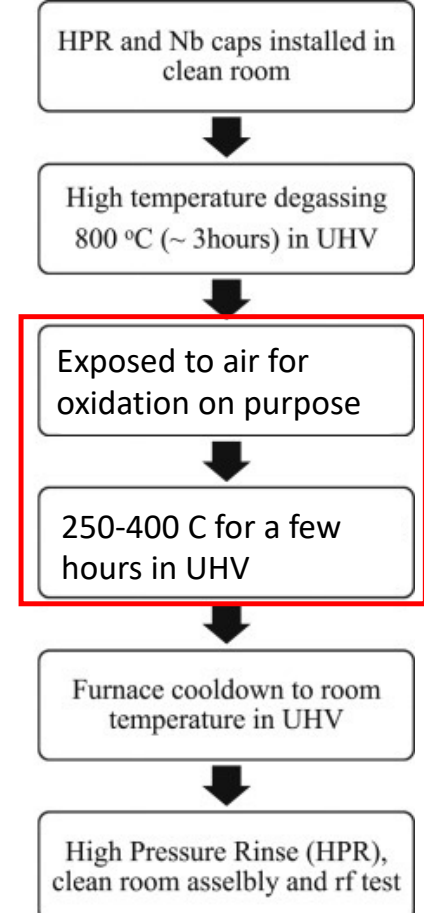 HPR and Nb caps installed in
clean room
High temperature degassing
800 °C (~ 3hours) in UHV
Exposed to air for
oxidation on purpose
250-400 C for a few
hours in UHV
Furnace cooldown to room
temperature in UHV
High Pressure Rinse (HPR),
clean room asselbly and rf test